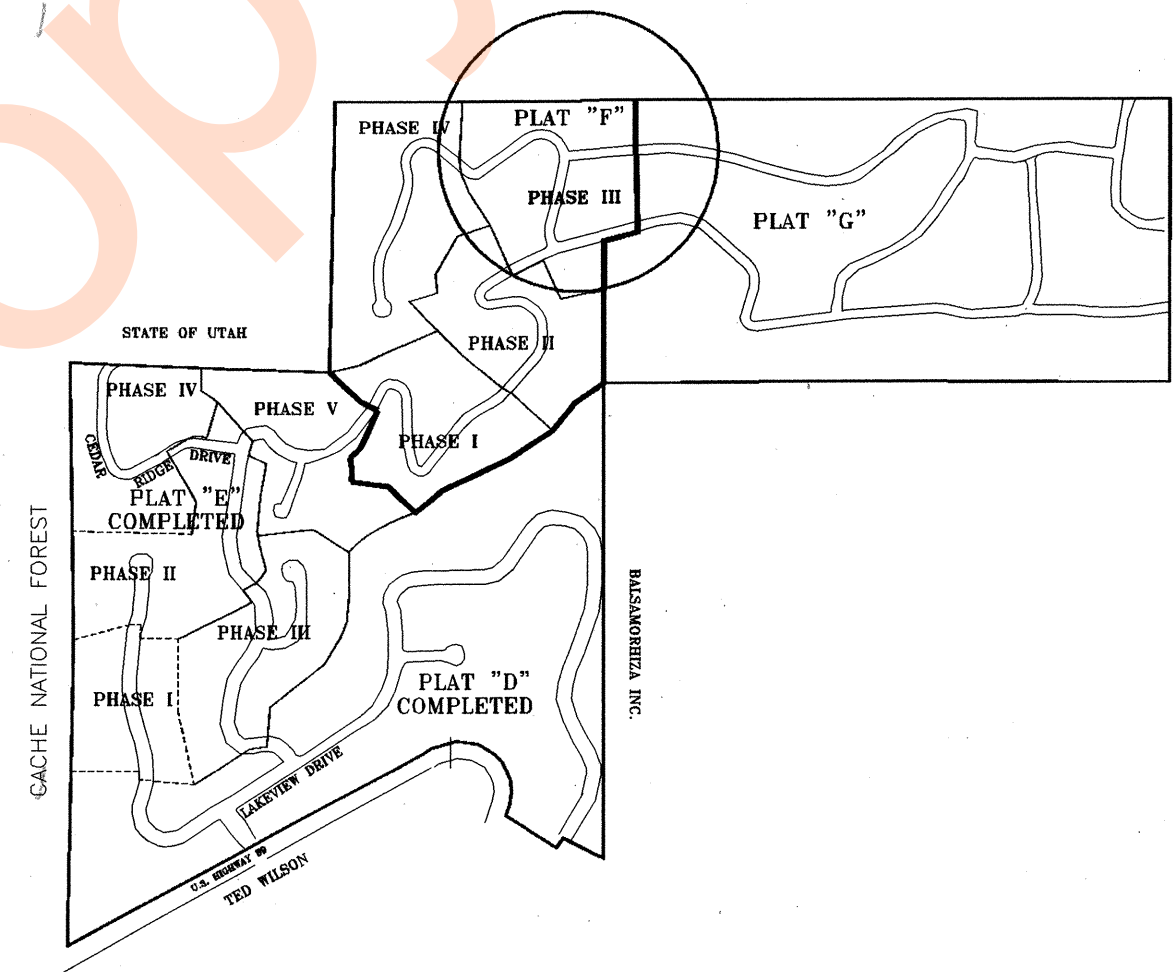 PLAT "F"
PHASE IV
PHASE III
PLAT "G"
STATE OF UTAH
PHASE II
PHASE IV
PHASE V
PHASE I
CEDAR
RIDGE
DRIVE
PLAT "E"
COMPLETED
CACHE NATIONAL FOREST
PHASE II
BALSAMORHIZA INC.
PHASE III
PLAT "D"
COMPLETED
PHASE I
LAKEVIEW DRIVE
U.S. HIGHWAY 89
TED WILSON